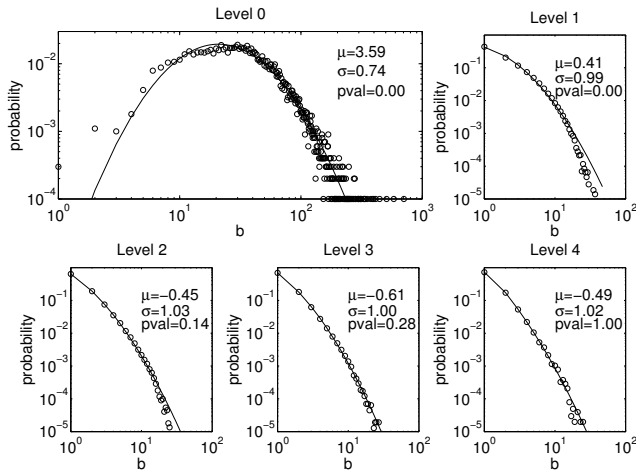 Level 0
probability
10^-2
10^-3
10^-4
μ=3.59
σ=0.74
pval=0.00
10^0
10^1
10^2
10^3
b
Level 1
probability
10^-1
10^-2
10^-3
10^-4
10^-5
μ=0.41
σ=0.99
pval=0.00
10^0
10^2
b
Level 2
probability
10^-1
10^-2
10^-3
10^-4
10^-5
μ=−0.45
σ=1.03
pval=0.14
10^0
10^1
10^2
b
Level 3
probability
10^-1
10^-2
10^-3
10^-4
10^-5
μ=−0.61
σ=1.00
pval=0.28
10^0
10^1
10^2
b
Level 4
probability
10^-1
10^-2
10^-3
10^-4
10^-5
μ=−0.49
σ=1.02
pval=1.00
10^0
10^1
10^2
b